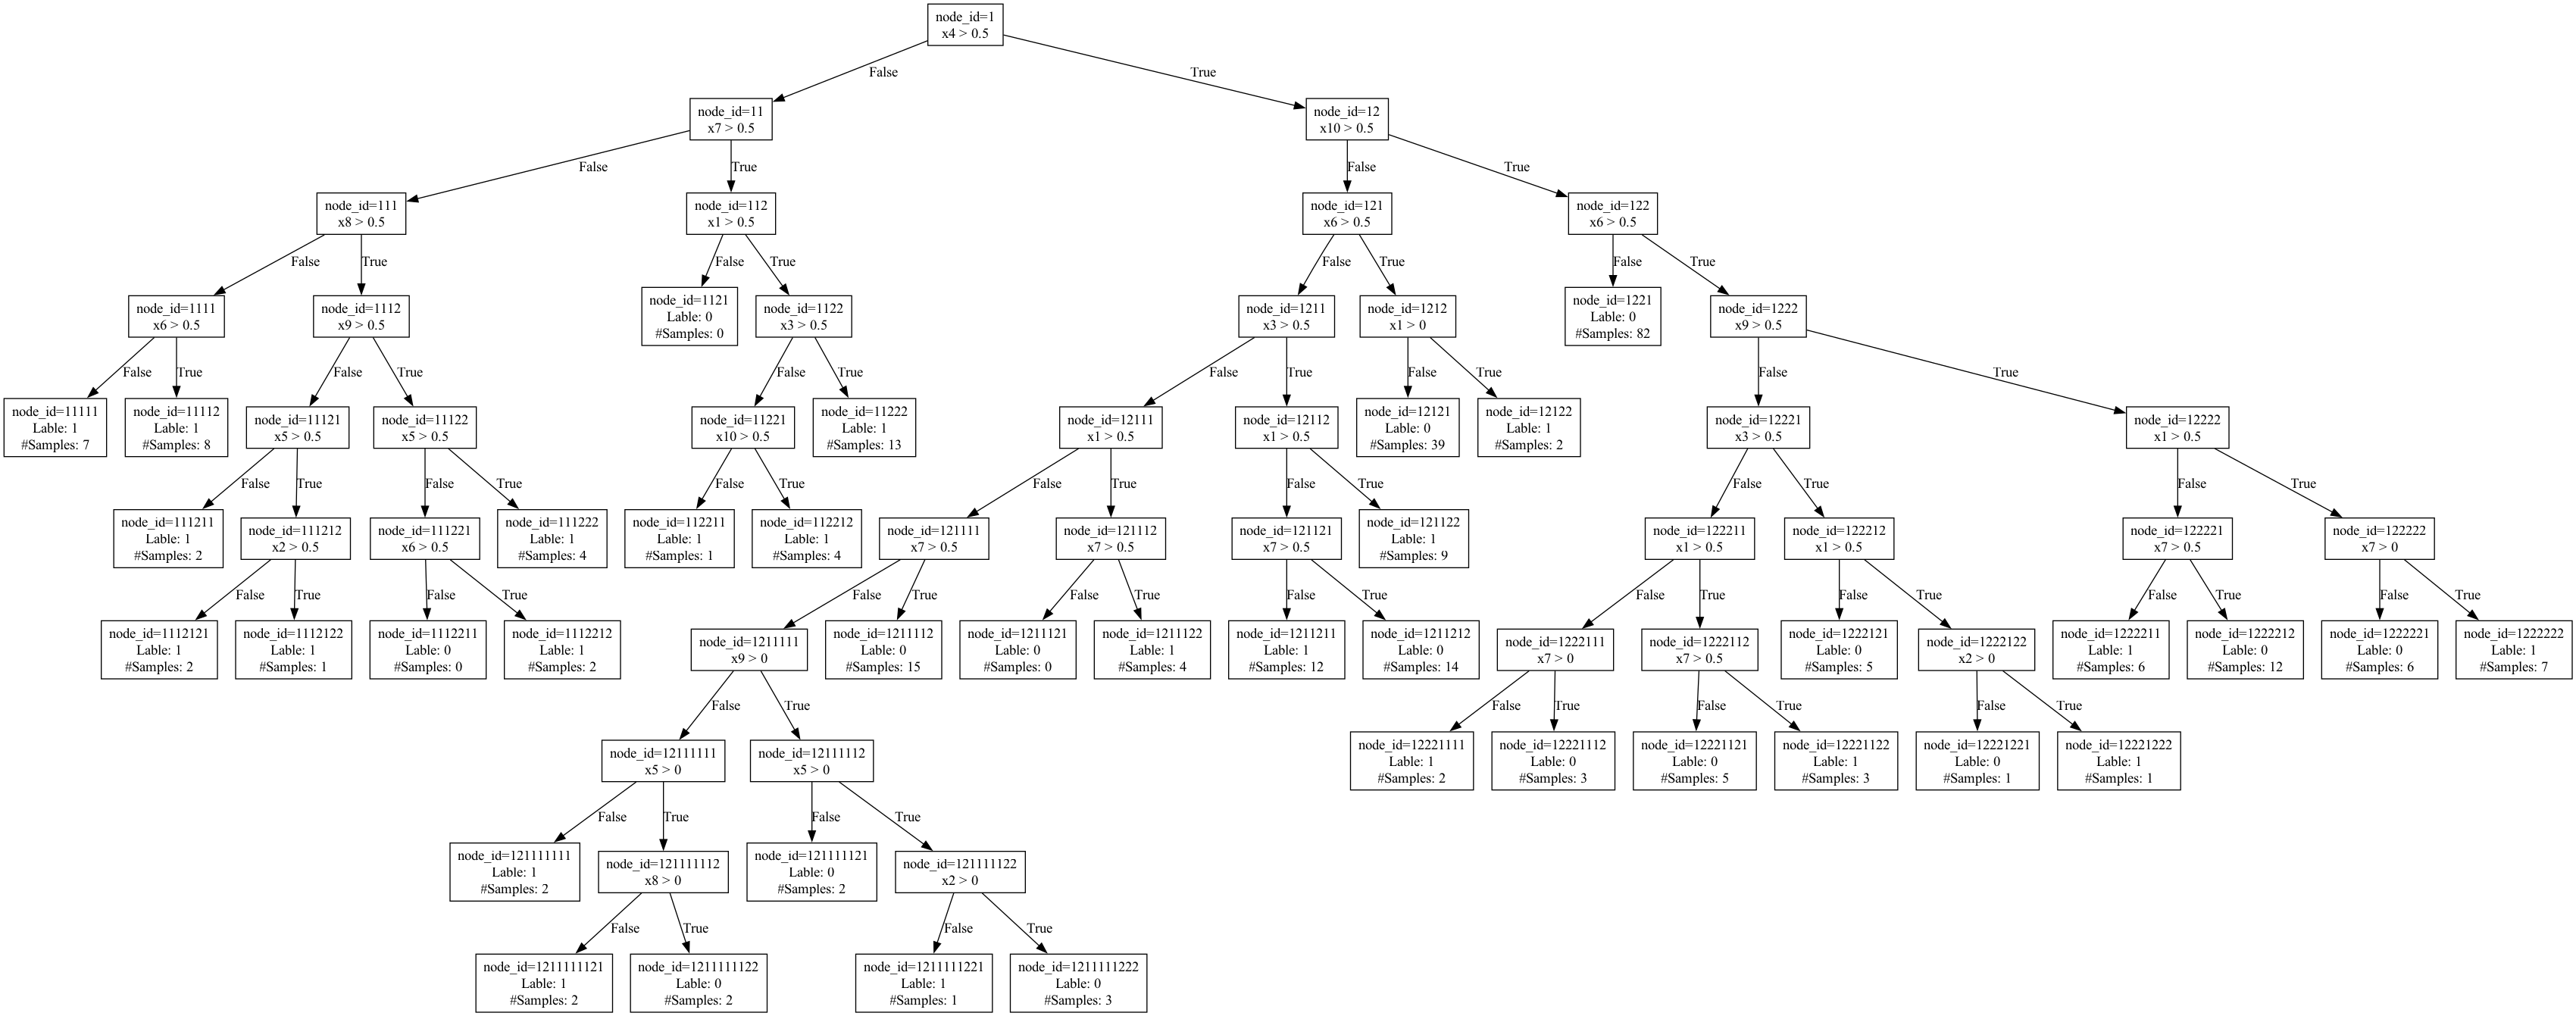 node_id=1
x4 > 0.5
False
True
node_id=11
x7 > 0.5
node_id=12
x10 > 0.5
False
True
False
True
node_id=111
x8 > 0.5
node_id=112
x1 > 0.5
node_id=121
x6 > 0.5
node_id=122
x6 > 0.5
False
True
False
True
False
True
False
True
node_id=1111
x6 > 0.5
node_id=1112
x9 > 0.5
node_id=1121
Lable: 0
#Samples: 0
node_id=1122
x3 > 0.5
node_id=1211
x3 > 0.5
node_id=1212
x1 > 0
node_id=1221
Lable: 0
#Samples: 82
node_id=1222
x9 > 0.5
False
True
False
True
False
True
False
True
False
True
False
True
node_id=11111
Lable: 1
#Samples: 7
node_id=11112
Lable: 1
#Samples: 8
node_id=11121
x5 > 0.5
node_id=11122
x5 > 0.5
node_id=11221
x10 > 0.5
node_id=11222
Lable: 1
#Samples: 13
node_id=12111
x1 > 0.5
node_id=12112
x1 > 0.5
node_id=12121
Lable: 0
#Samples: 39
node_id=12122
Lable: 1
#Samples: 2
node_id=12221
x3 > 0.5
node_id=12222
x1 > 0.5
False
True
False
True
False
True
False
True
False
True
False
True
False
True
node_id=111211
Lable: 1
#Samples: 2
node_id=111212
x2 > 0.5
node_id=111221
x6 > 0.5
node_id=111222
Lable: 1
#Samples: 4
node_id=112211
Lable: 1
#Samples: 1
node_id=112212
Lable: 1
#Samples: 4
node_id=121111
x7 > 0.5
node_id=121112
x7 > 0.5
node_id=121121
x7 > 0.5
node_id=121122
Lable: 1
#Samples: 9
node_id=122211
x1 > 0.5
node_id=122212
x1 > 0.5
node_id=122221
x7 > 0.5
node_id=122222
x7 > 0
False
True
False
True
False
True
False
True
False
True
False
True
False
True
False
True
False
True
node_id=1112121
Lable: 1
#Samples: 2
node_id=1112122
Lable: 1
#Samples: 1
node_id=1112211
Lable: 0
#Samples: 0
node_id=1112212
Lable: 1
#Samples: 2
node_id=1211111
x9 > 0
node_id=1211112
Lable: 0
#Samples: 15
node_id=1211121
Lable: 0
#Samples: 0
node_id=1211122
Lable: 1
#Samples: 4
node_id=1211211
Lable: 1
#Samples: 12
node_id=1211212
Lable: 0
#Samples: 14
node_id=1222111
x7 > 0
node_id=1222112
x7 > 0.5
node_id=1222121
Lable: 0
#Samples: 5
node_id=1222122
x2 > 0
node_id=1222211
Lable: 1
#Samples: 6
node_id=1222212
Lable: 0
#Samples: 12
node_id=1222221
Lable: 0
#Samples: 6
node_id=1222222
Lable: 1
#Samples: 7
False
True
False
True
False
True
False
True
node_id=12111111
x5 > 0
node_id=12111112
x5 > 0
node_id=12221111
Lable: 1
#Samples: 2
node_id=12221112
Lable: 0
#Samples: 3
node_id=12221121
Lable: 0
#Samples: 5
node_id=12221122
Lable: 1
#Samples: 3
node_id=12221221
Lable: 0
#Samples: 1
node_id=12221222
Lable: 1
#Samples: 1
False
True
False
True
node_id=121111111
Lable: 1
#Samples: 2
node_id=121111112
x8 > 0
node_id=121111121
Lable: 0
#Samples: 2
node_id=121111122
x2 > 0
False
True
False
True
node_id=1211111121
Lable: 1
#Samples: 2
node_id=1211111122
Lable: 0
#Samples: 2
node_id=1211111221
Lable: 1
#Samples: 1
node_id=1211111222
Lable: 0
#Samples: 3